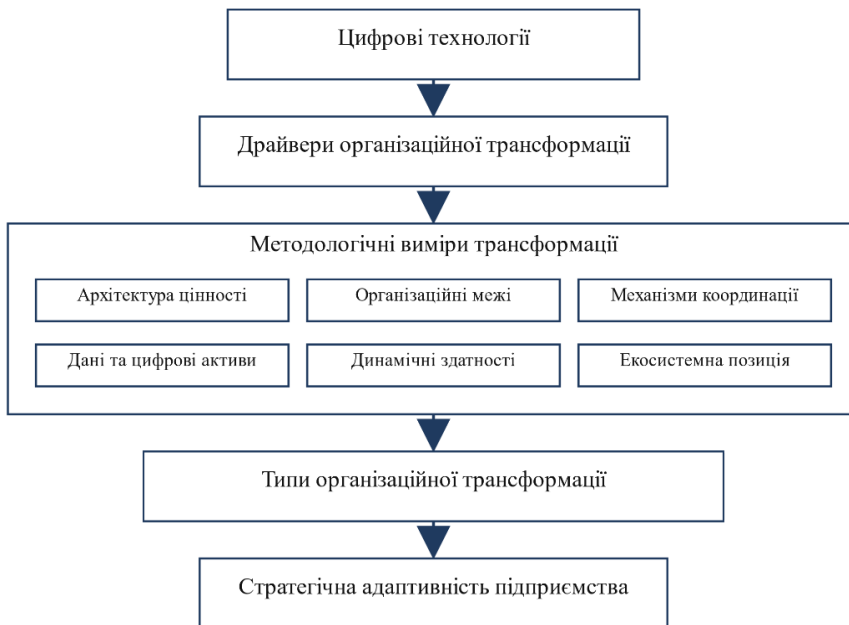 Цифрові технології
Драйвери організаційної трансформації
Методологічні виміри трансформації
Архітектура цінності
Організаційні межі
Механізми координації
Дані та цифрові активи
Динамічні здатності
Екосистемна позиція
Типи організаційної трансформації
Стратегічна адаптивність підприємства